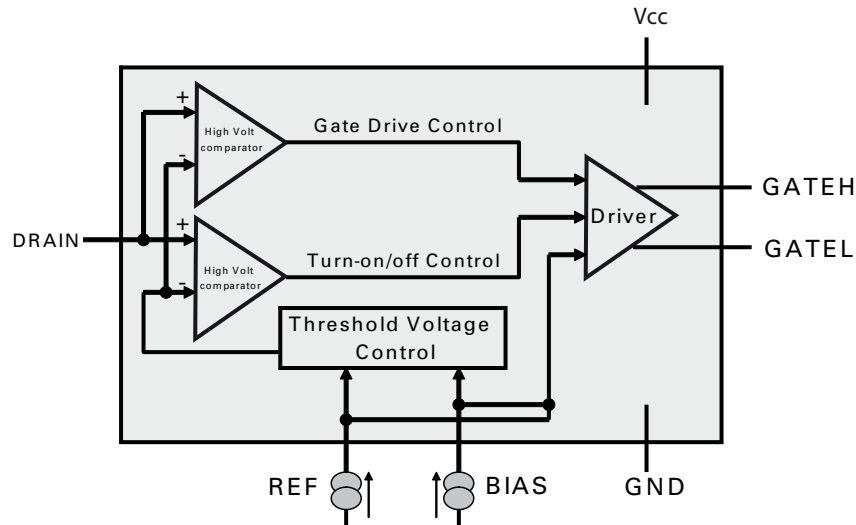 Vcc
+
High Volt
comparator
-
Gate Drive Control
GATEH
Driver
DRAIN
+
GATEL
High Volt
comparator
-
Turn-on/off Control
Threshold Voltage
Control
REF
BIAS
GND